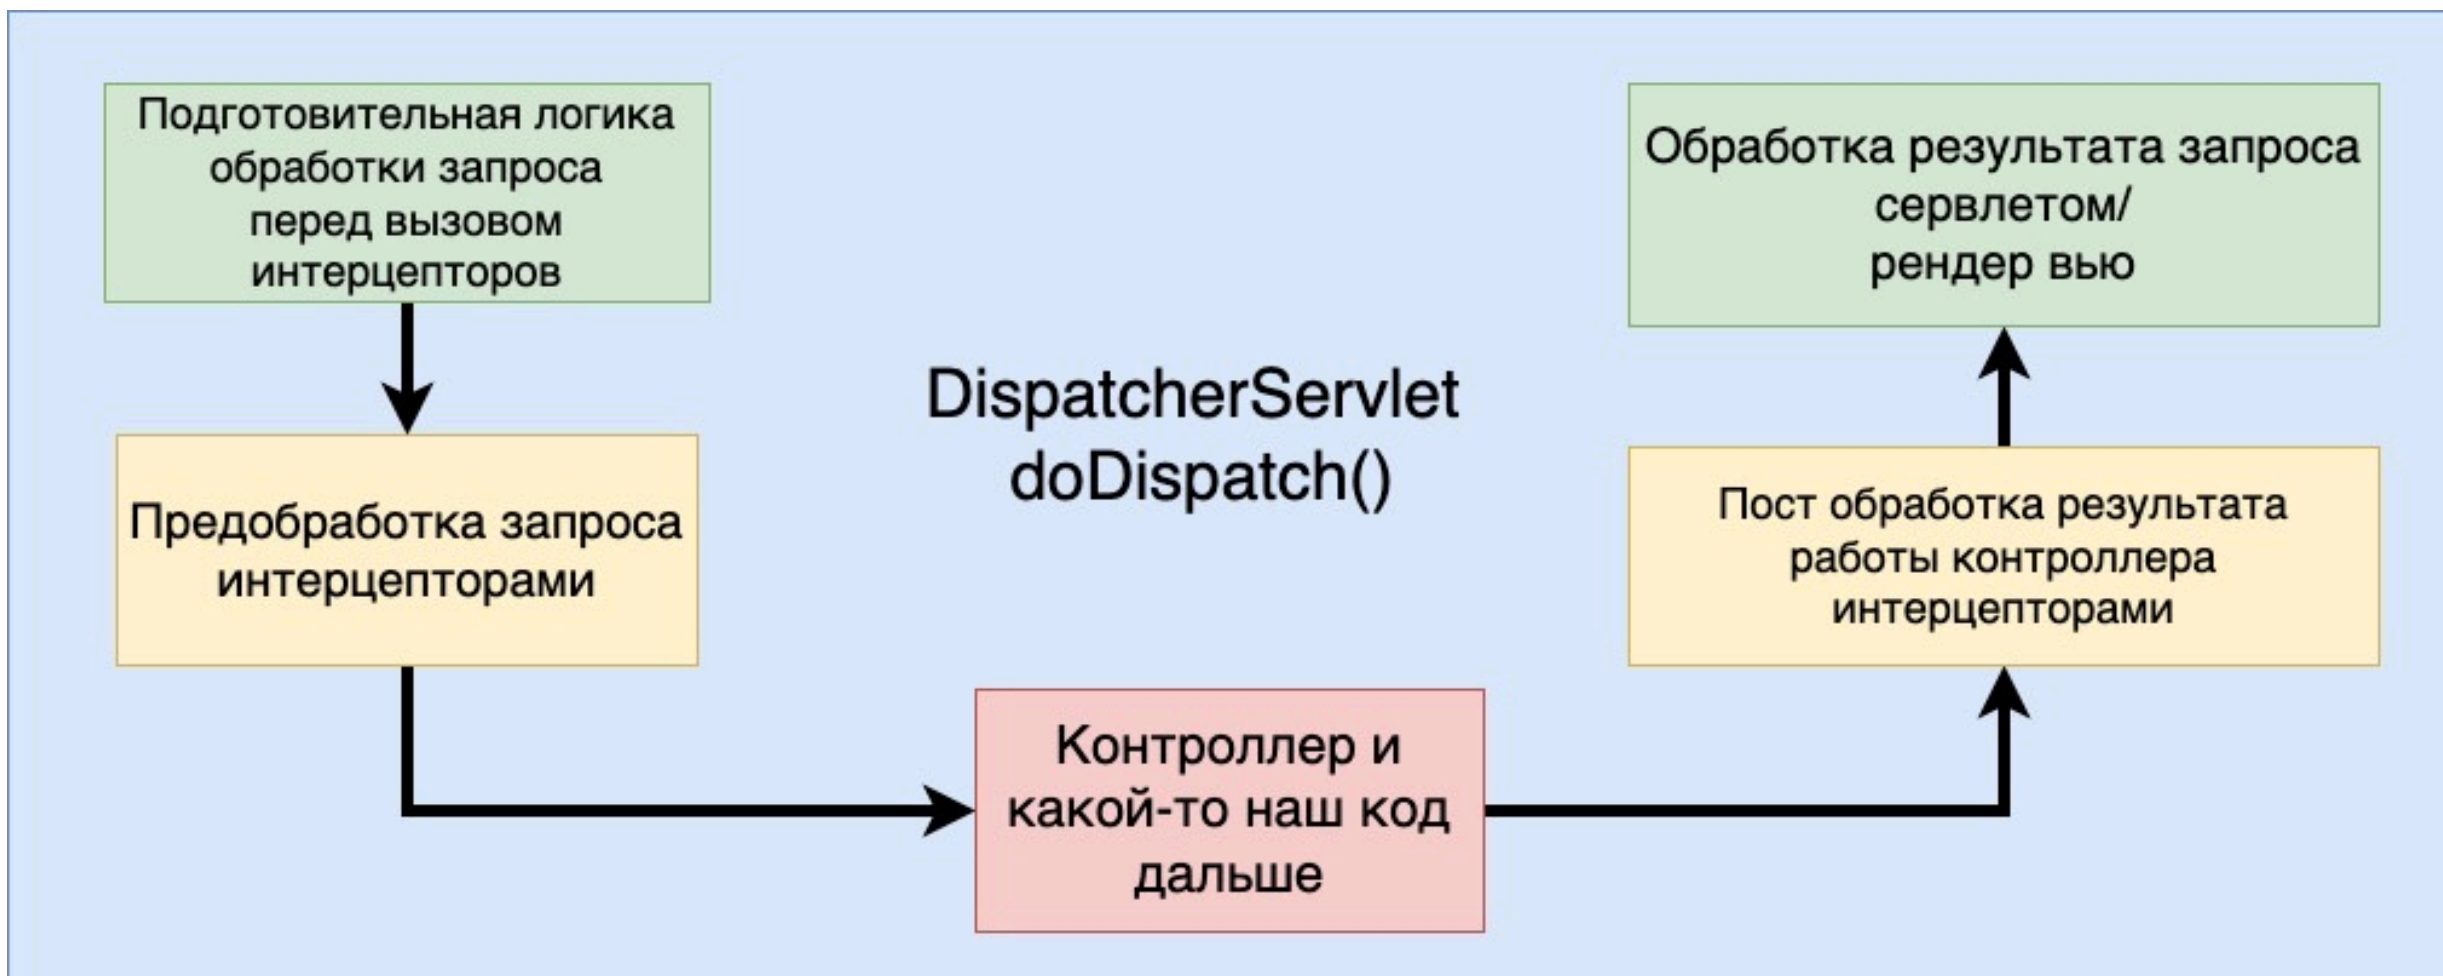 Подготовительная логика
обработки запроса
перед вызовом
интерцепторов
Предобработка запроса
интерцепторами
DispatcherServlet
doDispatch()
Контроллер и
какой-то наш код
дальше
Пост обработка результата
работы контроллера
интерцепторами
Обработка результата запроса
сервлетом/
рендер вью